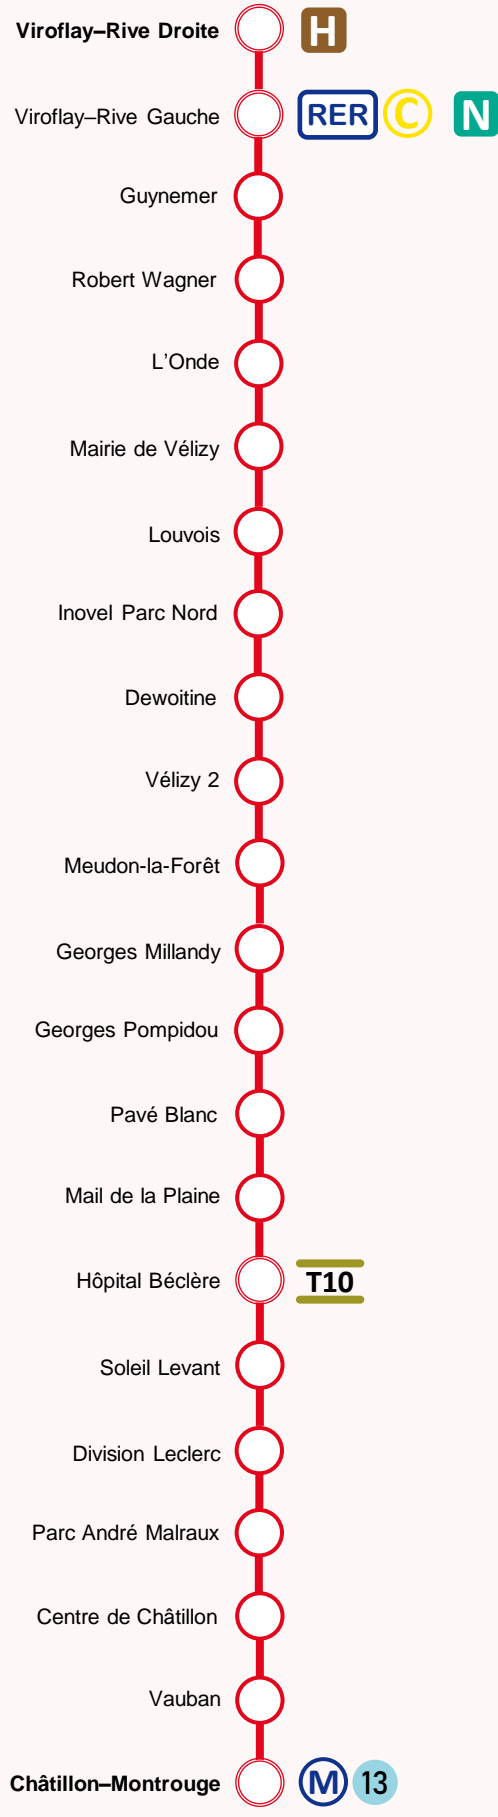 Viroflay–Rive Droite H
Viroflay–Rive Gauche RER C N
Guynemer
Robert Wagner
L'Onde
Mairie de Vélizy
Louvois
Inovel Parc Nord
Dewoitine
Vélizy 2
Meudon-la-Forêt
Georges Millandy
Georges Pompidou
Pavé Blanc
Mail de la Plaine
Hôpital Béclère T10
Soleil Levant
Division Leclerc
Parc André Malraux
Centre de Châtillon
Vauban
Châtillon–Montrouge M 13